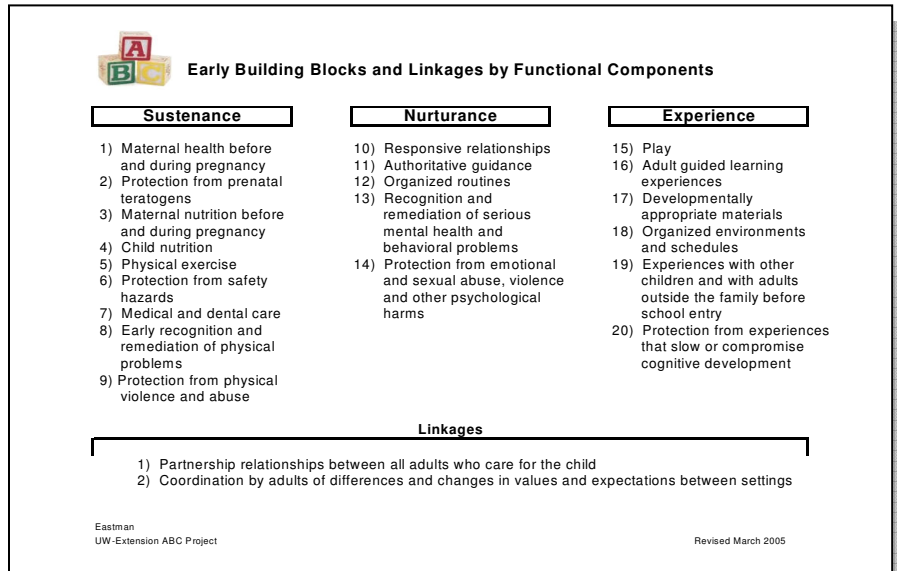 A
B C
Early Building Blocks and Linkages by Functional Components
Sustenance
1) Maternal health before
and during pregnancy
2) Protection from prenatal
teratogens
3) Maternal nutrition before
and during pregnancy
4) Child nutrition
5) Physical exercise
6) Protection from safety
hazards
7) Medical and dental care
8) Early recognition and
remediation of physical
problems
9) Protection from physical
violence and abuse
Nurturance
10) Responsive relationships
11) Authoritative guidance
12) Organized routines
13) Recognition and
remediation of serious
mental health and
behavioral problems
14) Protection from emotional
and sexual abuse, violence
and other psychological
harms
Experience
15) Play
16) Adult guided learning
experiences
17) Developmentally
appropriate materials
18) Organized environments
and schedules
19) Experiences with other
children and with adults
outside the family before
school entry
20) Protection from experiences
that slow or compromise
cognitive development
Linkages
1) Partnership relationships between all adults who care for the child
2) Coordination by adults of differences and changes in values and expectations between settings
Eastman
UW-Extension ABC Project
Revised March 2005